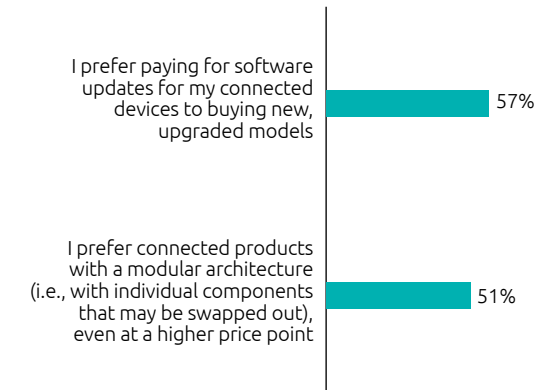 I prefer paying for software
updates for my connected
devices to buying new,
upgraded models
57%
I prefer connected products
with a modular architecture
(i.e., with individual components
that may be swapped out),
even at a higher price point
51%